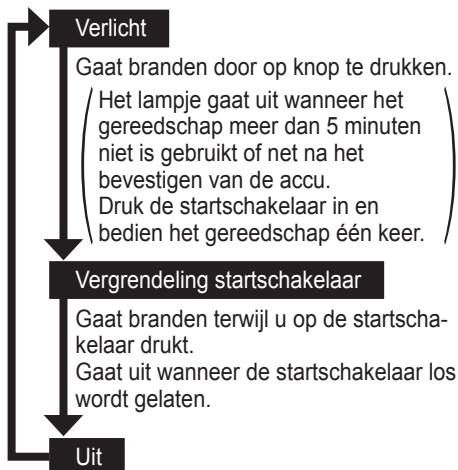 Verlicht
Gaat branden door op knop te drukken.
Het lampje gaat uit wanneer het
gereedschap meer dan 5 minuten
niet is gebruikt of net na het
bevestigen van de accu.
Druk de startschakelaar in en
bedien het gereedschap één keer.
Vergrendeling startschakelaar
Gaat branden terwijl u op de startscha-
kelaar drukt.
Gaat uit wanneer de startschakelaar los
wordt gelaten.
Uit